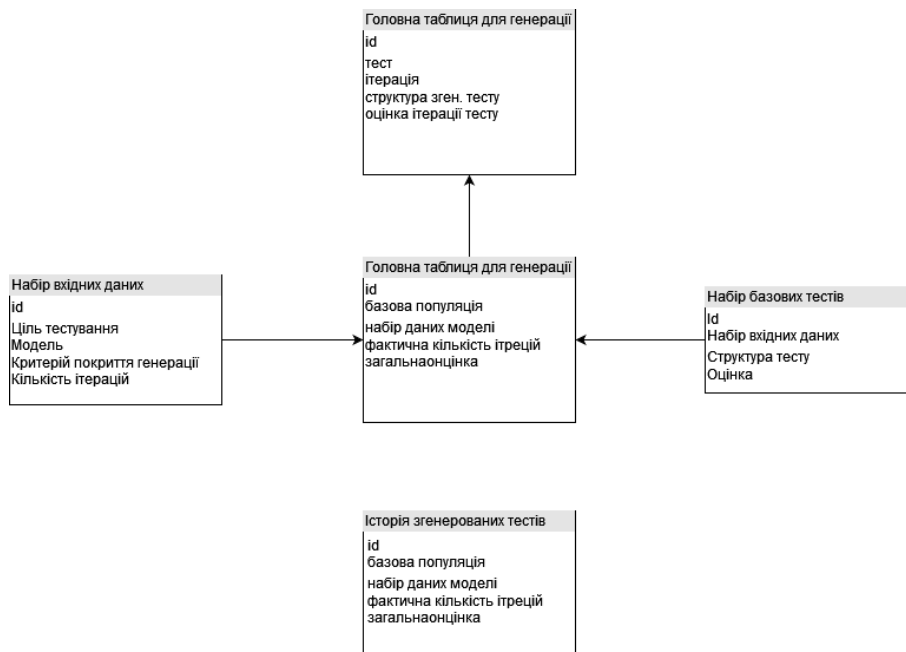 Головна таблиця для генерації
id
тест
ітерація
структура зген. тесту
оцінка ітерації тесту
Головна таблиця для генерації
id
базова популяція
набір даних моделі
фактична кількість ітрецій
загальнаонцінка
Набір вхідних даних
id
Ціль тестування
Модель
Критерій покриття генерації
Кількість ітерацій
Набір базових тестів
Id
Набір вхідних даних
Структура тесту
Оцінка
Історія згенерованих тестів
id
базова популяція
набір даних моделі
фактична кількість ітрецій
загальнаонцінка